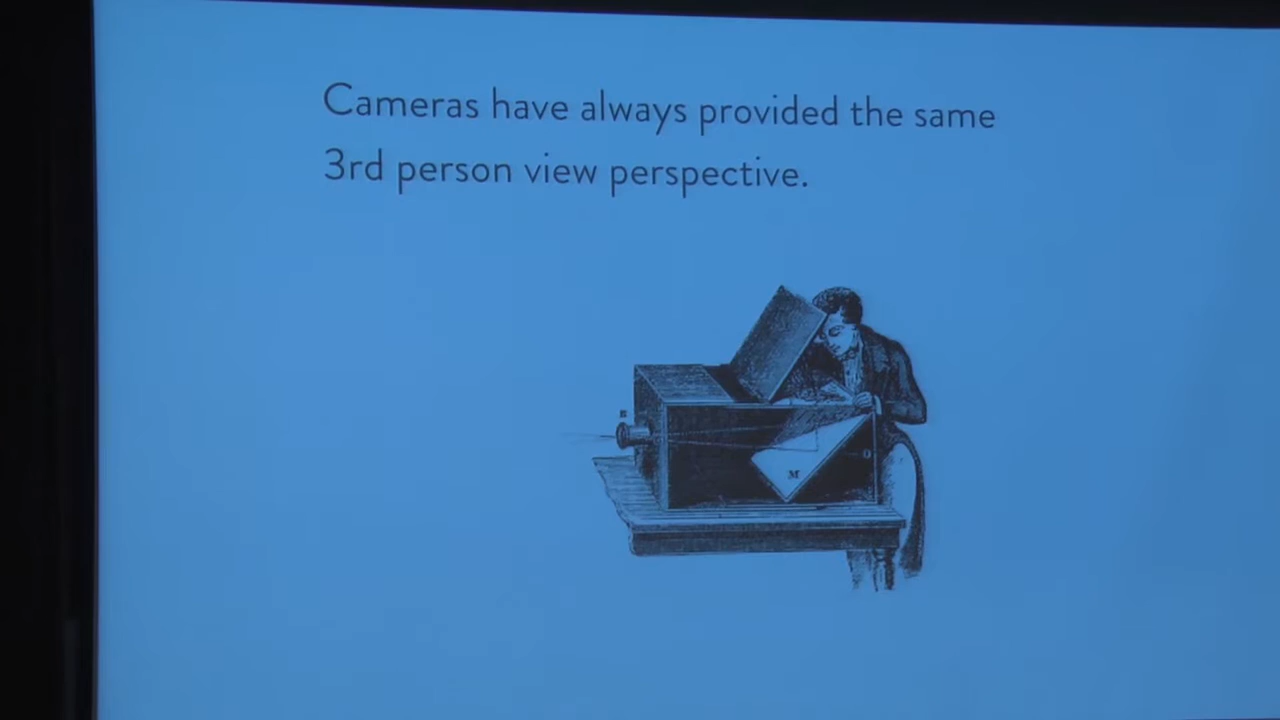 Cameras have always provided the same
3rd person view perspective.
B
O
M